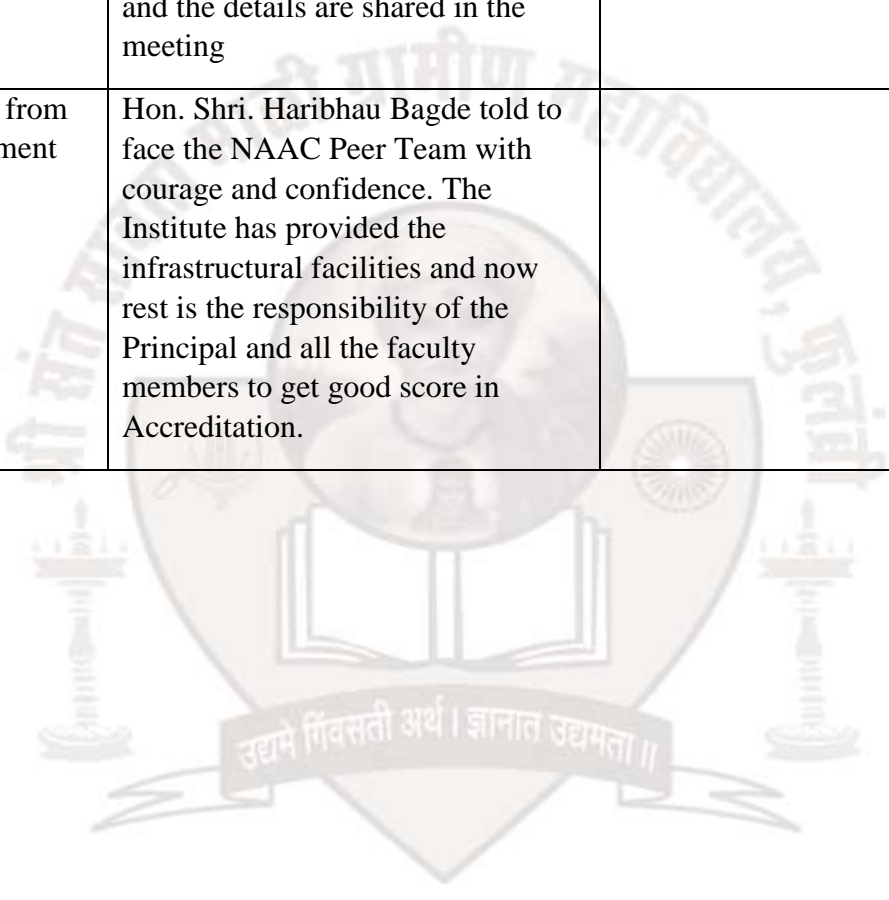 and the details are shared in the
meeting
from
ment
Hon. Shri. Haribhau Bagde told to
face the NAAC Peer Team with
courage and confidence. The
Institute has provided the
infrastructural facilities and now
rest is the responsibility of the
Principal and all the faculty
members to get good score in
Accreditation.
श्री संत सावता माळी ग्रामीण महाविद्यालय, फुलंब्री
उद्यमे निंवसती अर्थ। ज्ञानात उद्यमता॥